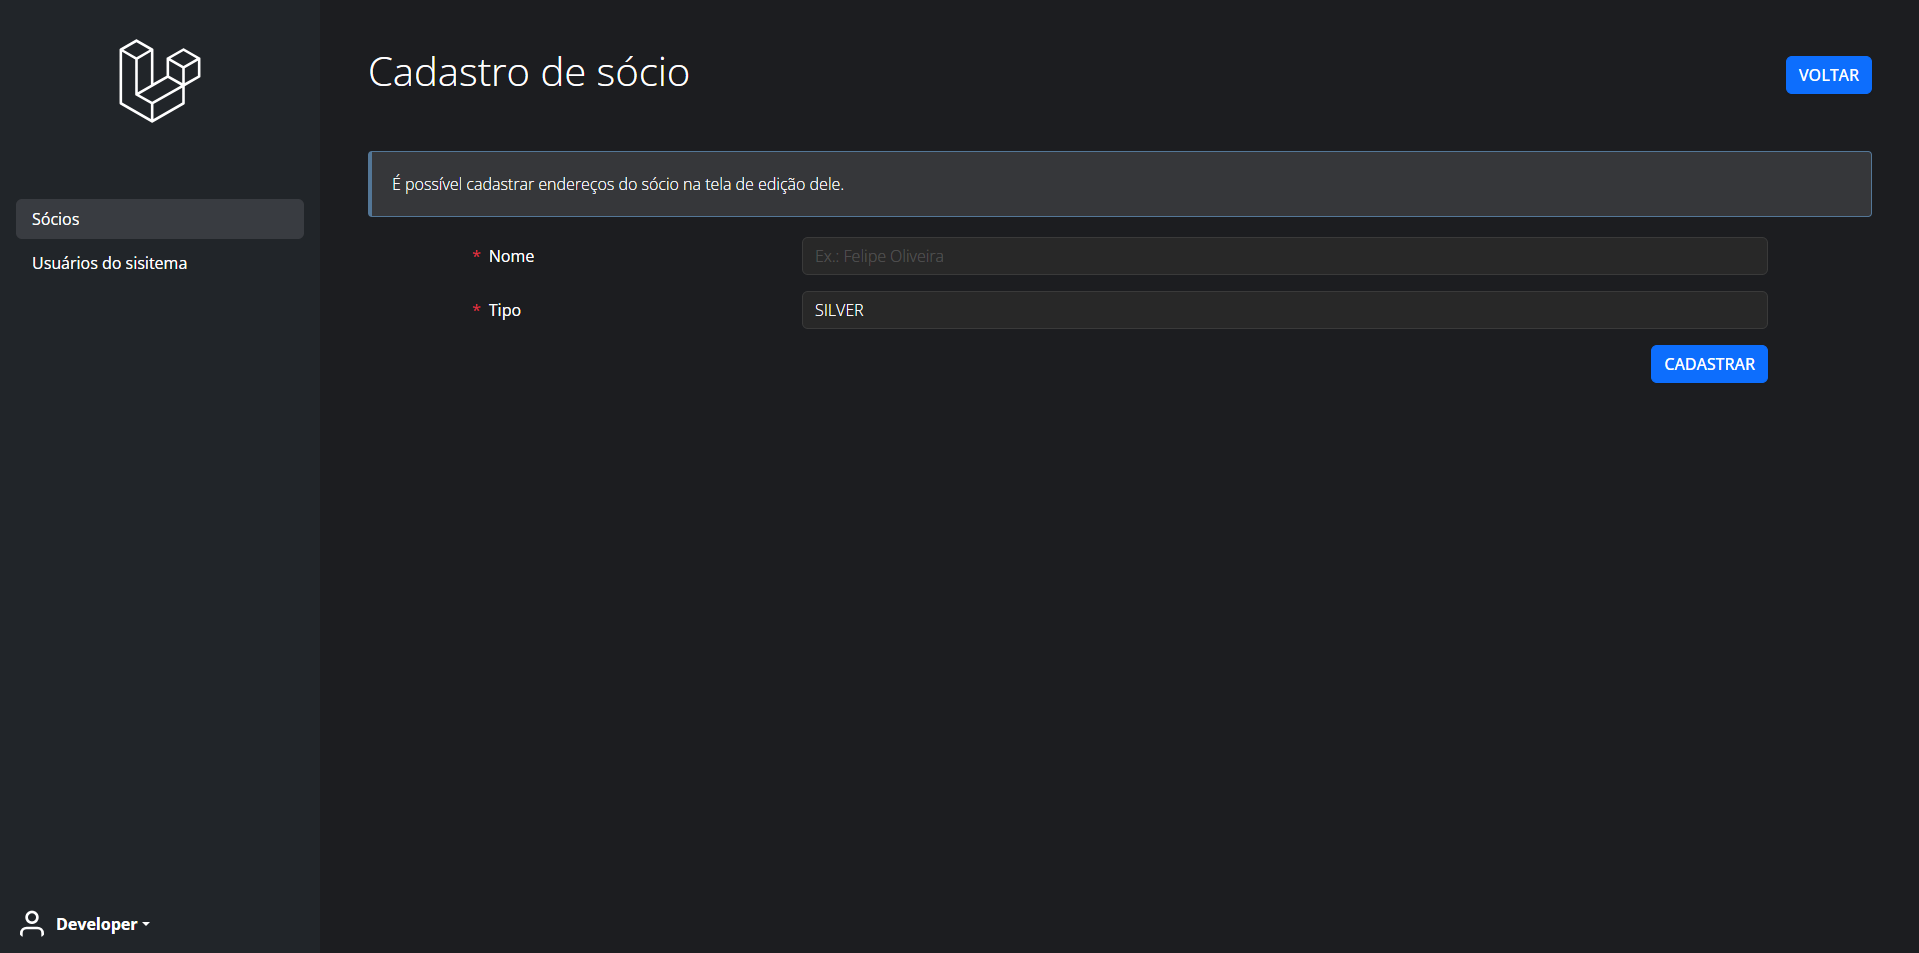 Cadastro de sócio
VOLTAR
Sócios
Usuários do sisitema
É possível cadastrar endereços do sócio na tela de edição dele.
* Nome
Ex.: Felipe Oliveira
* Tipo
SILVER
CADASTRAR
Developer